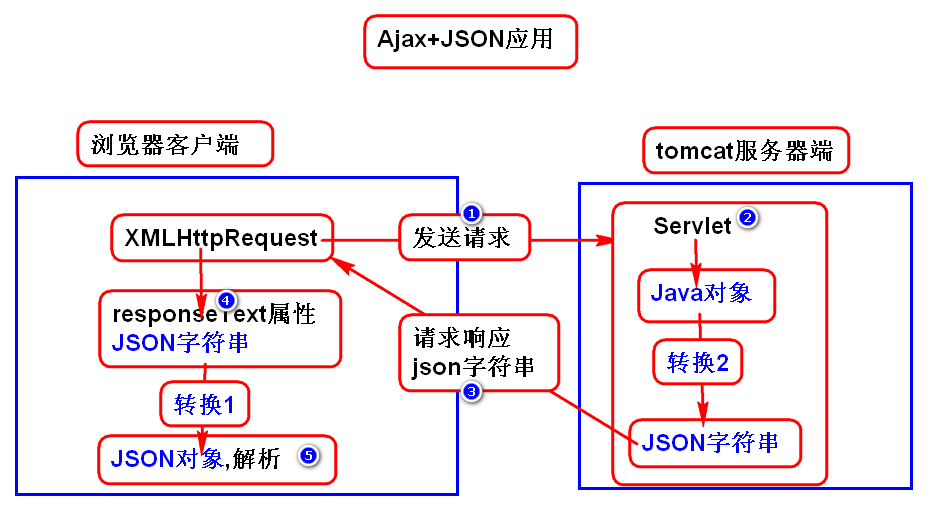 Ajax+JSON应用
浏览器客户端
tomcat服务器端
XMLHttpRequest
1
发送请求
Servlet
2
Java对象
转换2
JSON字符串
请求响应
json字符串
3
4
responseText属性
JSON字符串
转换1
JSON对象,解析
5